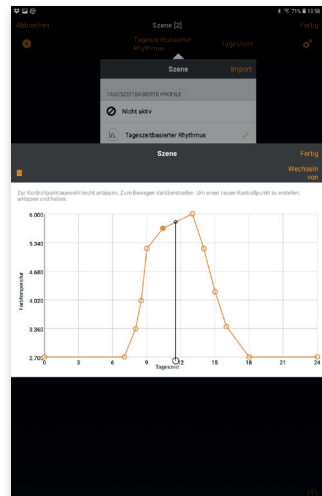 71% 13:58
Abbrechen
Szene [2]
Fertig
Tageszeitbasierter
Rhythmus
Tageslicht
Szene
Import
TAGESZEITBASIERTE PROFILE
Nicht aktiv
Tageszeitbasierter Rhythmus
Szene
Fertig
Wechseln
von
Zur Kontrollpunktauswahl leicht antippen. Zum Bewegen darüberstreifen. Um einen neuen Kontrollpunkt zu erstellen,
antippen und halten.
Farbtemperatur
6.000
5.340
4.680
4.020
3.360
2.700
0 3 6 9 12 15 18 21 24
Tageszeit